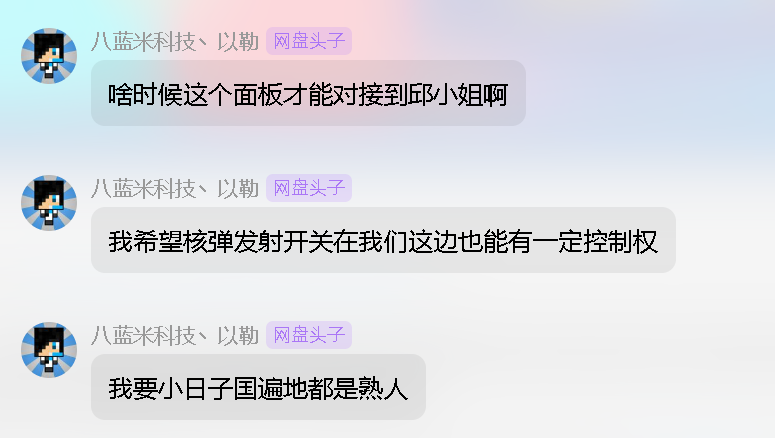 八蓝米科技、以勒 网盘头子
啥时候这个面板才能对接到邱小姐啊
八蓝米科技、以勒 网盘头子
我希望核弹发射开关在我们这边也能有一定控制权
八蓝米科技、以勒 网盘头子
我要小日子国遍地都是熟人